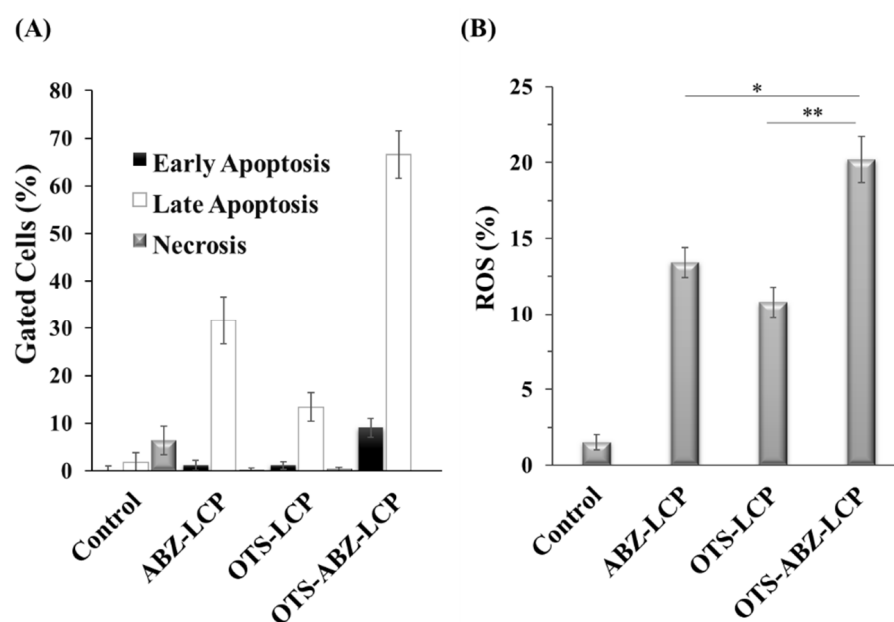 (A)
Gated Cells (%)
80
70
60
50
40
30
20
10
0
Early Apoptosis
Late Apoptosis
Necrosis
Control
ABZ-LCP
OTS-LCP
OTS-ABZ-LCP
(B)
ROS (%)
25
20
15
10
5
0
*
**
Control
ABZ-LCP
OTS-LCP
OTS-ABZ-LCP